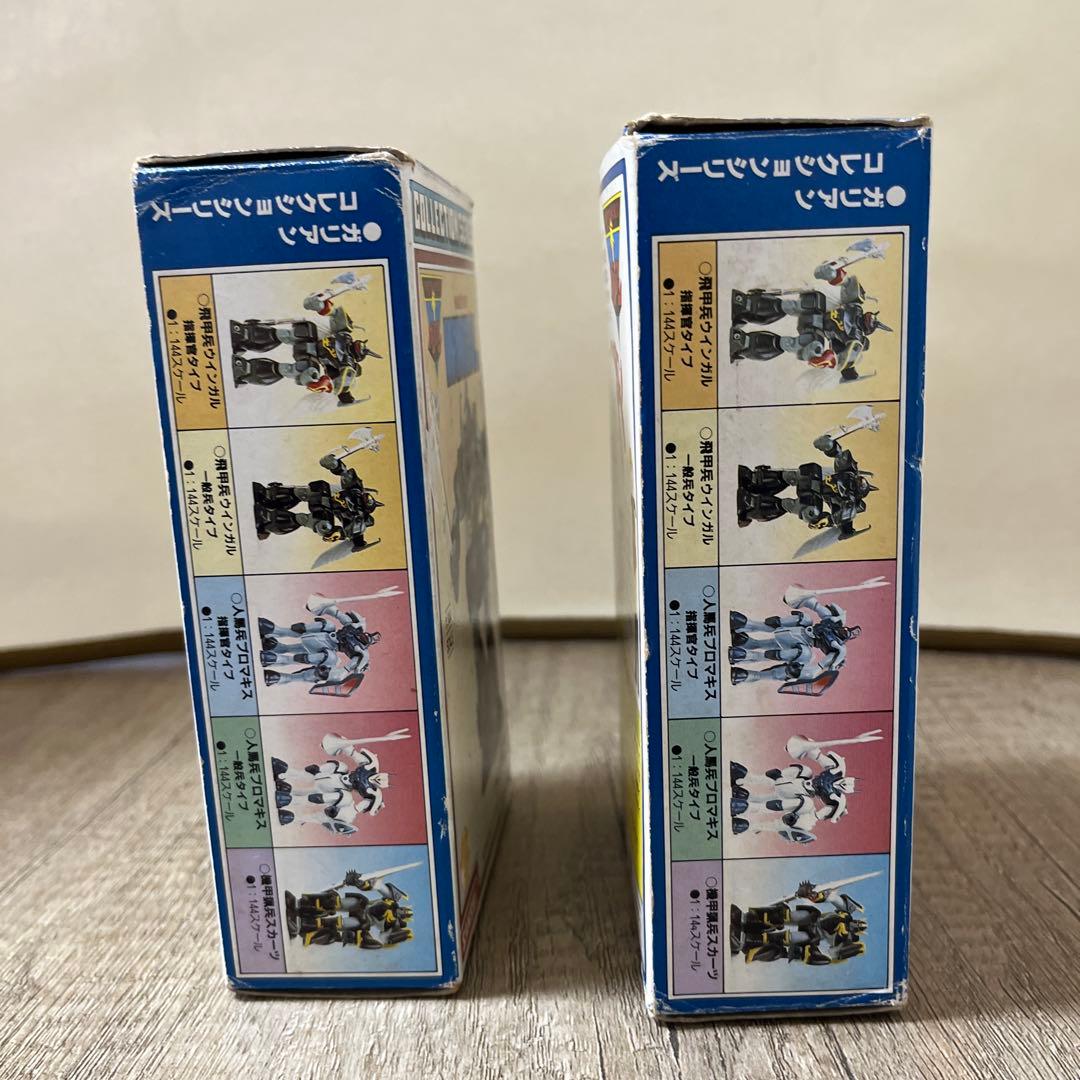 ●ガリアン
コレクションシリーズ
○飛甲兵ウインガル
指揮官タイプ
●1:144スケール
○飛甲兵ウインガル
一般兵タイプ
●1:144スケール
○人馬兵プロマキス
指揮官タイプ
●1:144スケール
○人馬兵プロマキス
一般兵タイプ
●1:144スケール
○機甲猟兵スカーツ
●1:144スケール
COLLECTION
●ガリアン
コレクションシリーズ
○飛甲兵ウインガル
指揮官タイプ
●1:144スケール
○飛甲兵ウインガル
一般兵タイプ
●1:144スケール
○人馬兵プロマキス
指揮官タイプ
●1:144スケール
○人馬兵プロマキス
一般兵タイプ
●1:144スケール
○機甲猟兵スカーツ
●1:144スケール